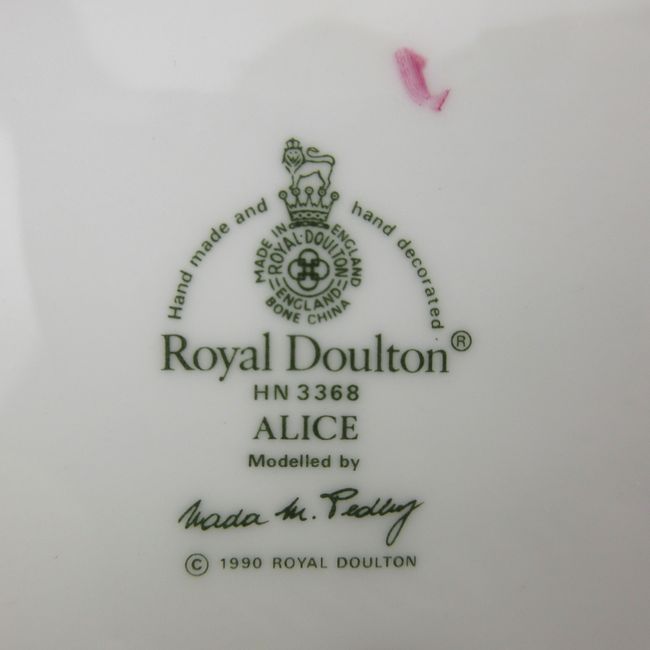 Hand made and hand decorated
MADE IN ENGLAND
ROYAL DOULTON
ENGLAND
BONE CHINA
Royal Doulton®
HN 3368
ALICE
Modelled by
Nada M. Pedley
© 1990 ROYAL DOULTON